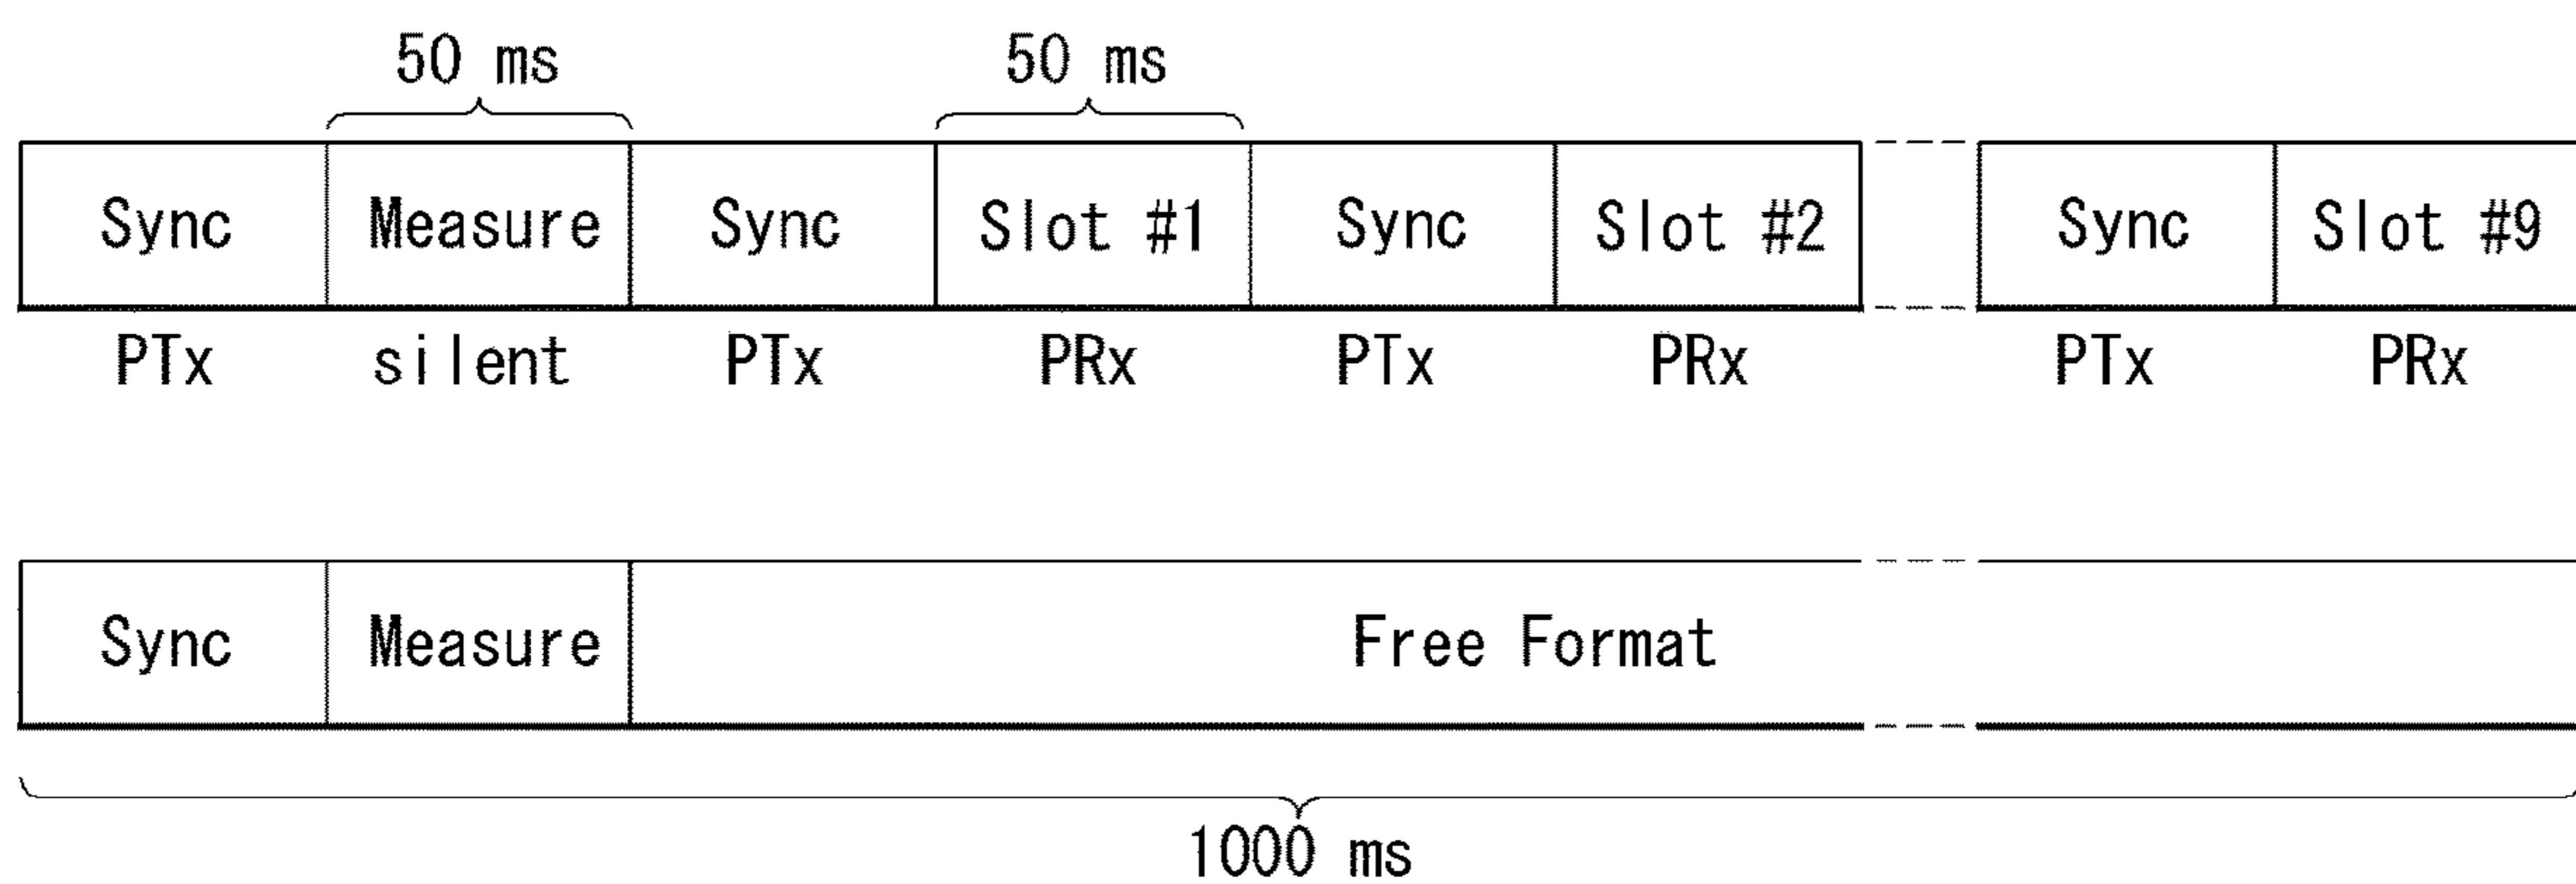 50 ms 50 ms
Sync Measure Sync Slot #1 Sync Slot #2 Sync Slot #9
PTx silent PTx PRx PTx PRx PTx PRx
Sync Measure Free Format
1000 ms